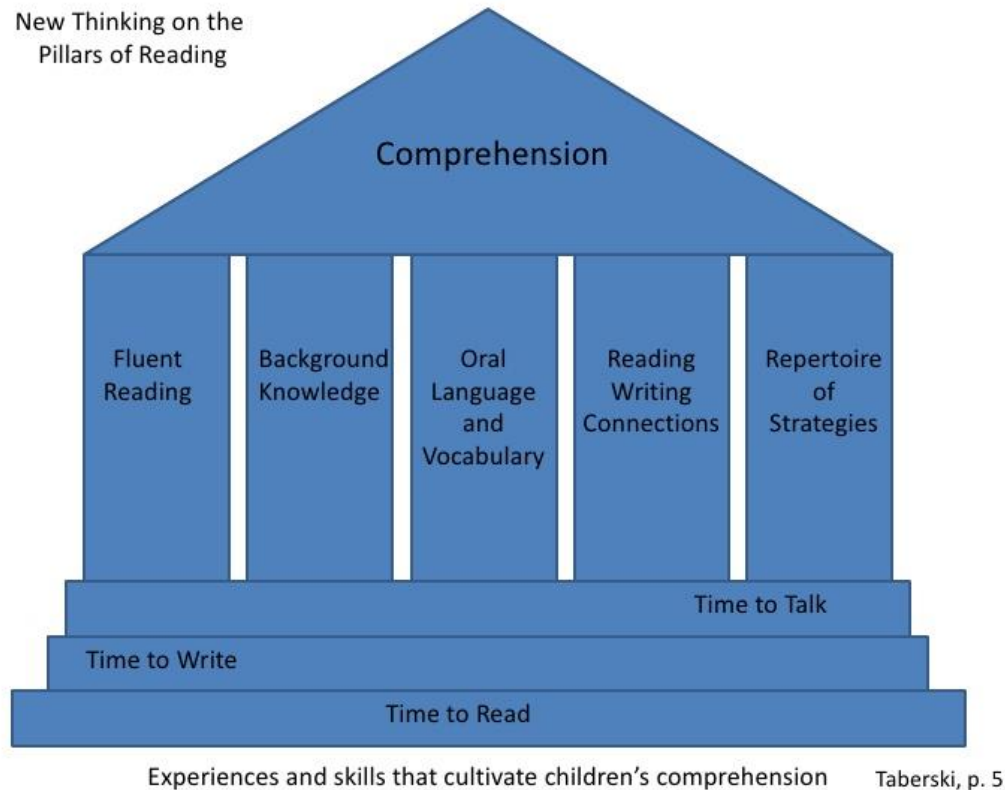 New Thinking on the
Pillars of Reading
Comprehension
Fluent
Reading
Background
Knowledge
Oral
Language
and
Vocabulary
Reading
Writing
Connections
Repertoire
of
Strategies
Time to Talk
Time to Write
Time to Read
Experiences and skills that cultivate children’s comprehension
Taberski, p. 5